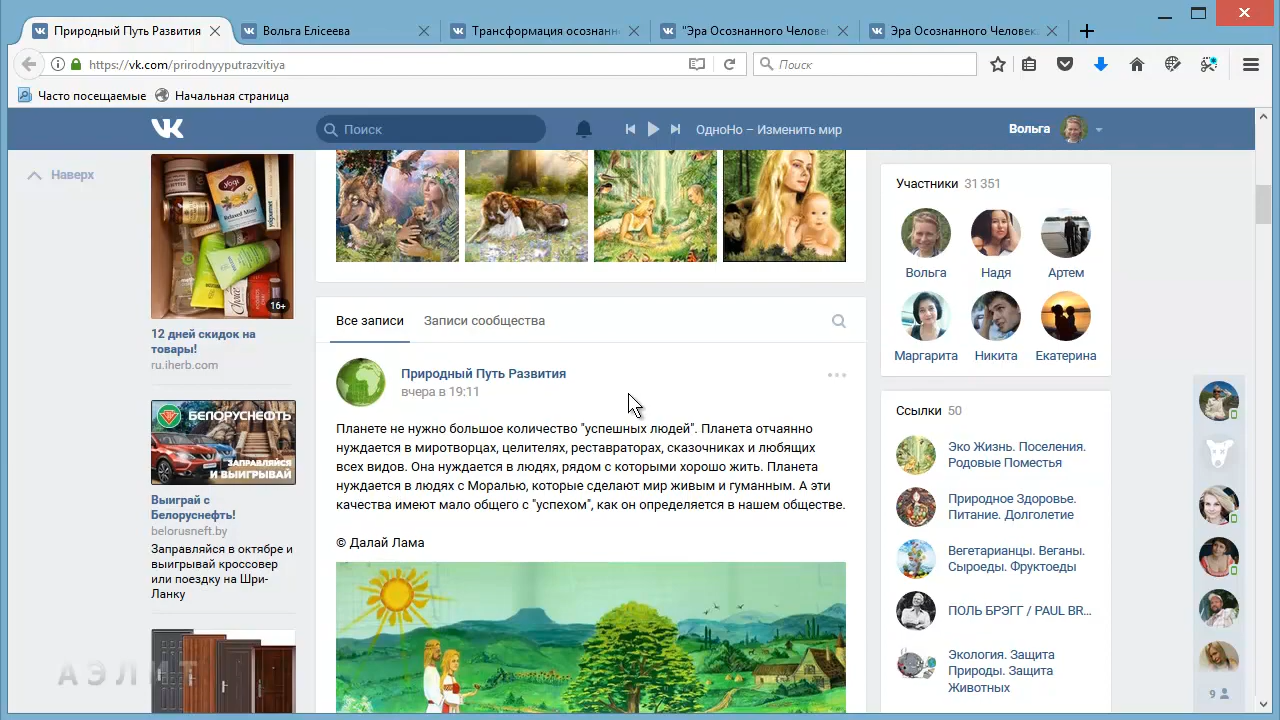 Природный Путь Развития
Вольга Елісеева
Трансформация осознанн
"Эра Осознанного Челове
Эра Осознанного Человек
https://vk.com/prirodnyyputrazvitiya
Поиск
Часто посещаемые
Начальная страница
Поиск
ОдноНо – Изменить мир
Вольга
Наверх
16+
12 дней скидок на
товары!
ru.iherb.com
БЕЛОРУСНЕФТЬ
ЗАПРАВЛЯЙСЯ
И ВЫИГРЫВАЙ
Выиграй с
Белоруснефть!
belorusneft.by
Заправляйся в октябре и
выигрывай кроссовер
или поездку на Шри-
Ланку
АЭЛИТ
Все записи
Записи сообщества
Природный Путь Развития
вчера в 19:11
Планете не нужно большое количество "успешных людей". Планета отчаянно
нуждается в миротворцах, целителях, реставраторах, сказочниках и любящих
всех видов. Она нуждается в людях, рядом с которыми хорошо жить. Планета
нуждается в людях с Моралью, которые сделают мир живым и гуманным. А эти
качества имеют мало общего с "успехом", как он определяется в нашем обществе.
© Далай Лама
Участники 31 351
Вольга
Надя
Артем
Маргарита
Никита
Екатерина
Ссылки 50
Эко Жизнь. Поселения.
Родовые Поместья
Природное Здоровье.
Питание. Долголетие
Вегетарианцы. Веганы.
Сыроеды. Фруктоеды
ПОЛЬ БРЭГГ / PAUL BR...
Экология. Защита
Природы. Защита
Животных
9